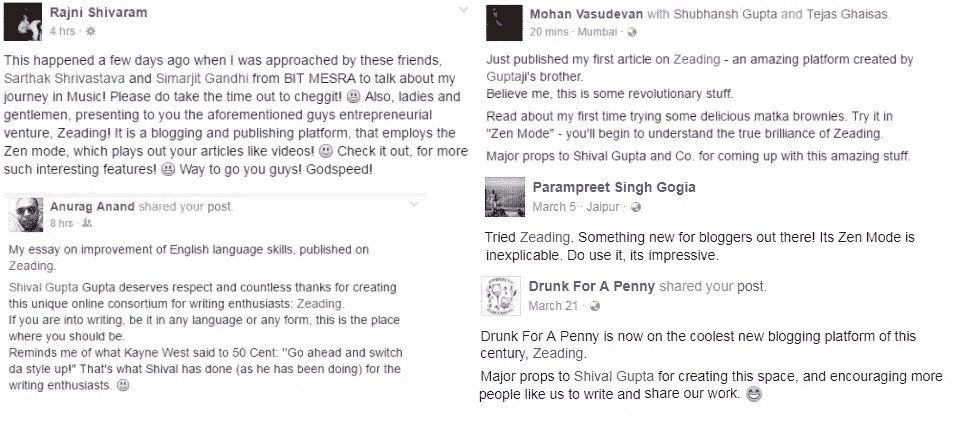 Rajni Shivaram
4 hrs ·
This happened a few days ago when I was approached by these friends,
Sarthak Shrivastava and Simarjit Gandhi from BIT MESRA to talk about my
journey in Music! Please do take the time out to cheggit! 😃 Also, ladies and
gentlemen, presenting to you the aforementioned guys entrepreneurial
venture, Zeading! It is a blogging and publishing platform, that employs the
Zen mode, which plays out your articles like videos! 😃 Check it out, for more
such interesting features! 😃 Way to go you guys! Godspeed!
Anurag Anand shared your post.
8 hrs ·
My essay on improvement of English language skills, published on
Zeading.
Shival Gupta Gupta deserves respect and countless thanks for creating
this unique online consortium for writing enthusiasts: Zeading.
If you are into writing, be it in any language or any form, this is the place
where you should be.
Reminds me of what Kayne West said to 50 Cent: "Go ahead and switch
da style up!" That's what Shival has done (as he has been doing) for the
writing enthusiasts. 😃
Mohan Vasudevan with Shubhansh Gupta and Tejas Ghaisas.
20 mins · Mumbai ·
Just published my first article on Zeading - an amazing platform created by
Guptaji's brother.
Believe me, this is some revolutionary stuff.
Read about my first time trying some delicious matka brownies. Try it in
"Zen Mode" - you'll begin to understand the true brilliance of Zeading.
Major props to Shival Gupta and Co. for coming up with this amazing stuff.
Parampreet Singh Gogia
March 5 · Jaipur ·
Tried Zeading. Something new for bloggers out there! Its Zen Mode is
inexplicable. Do use it, its impressive.
Drunk For A Penny shared your post.
March 21 ·
Drunk For A Penny is now on the coolest new blogging platform of this
century, Zeading.
Major props to Shival Gupta for creating this space, and encouraging more
people like us to write and share our work. 😄